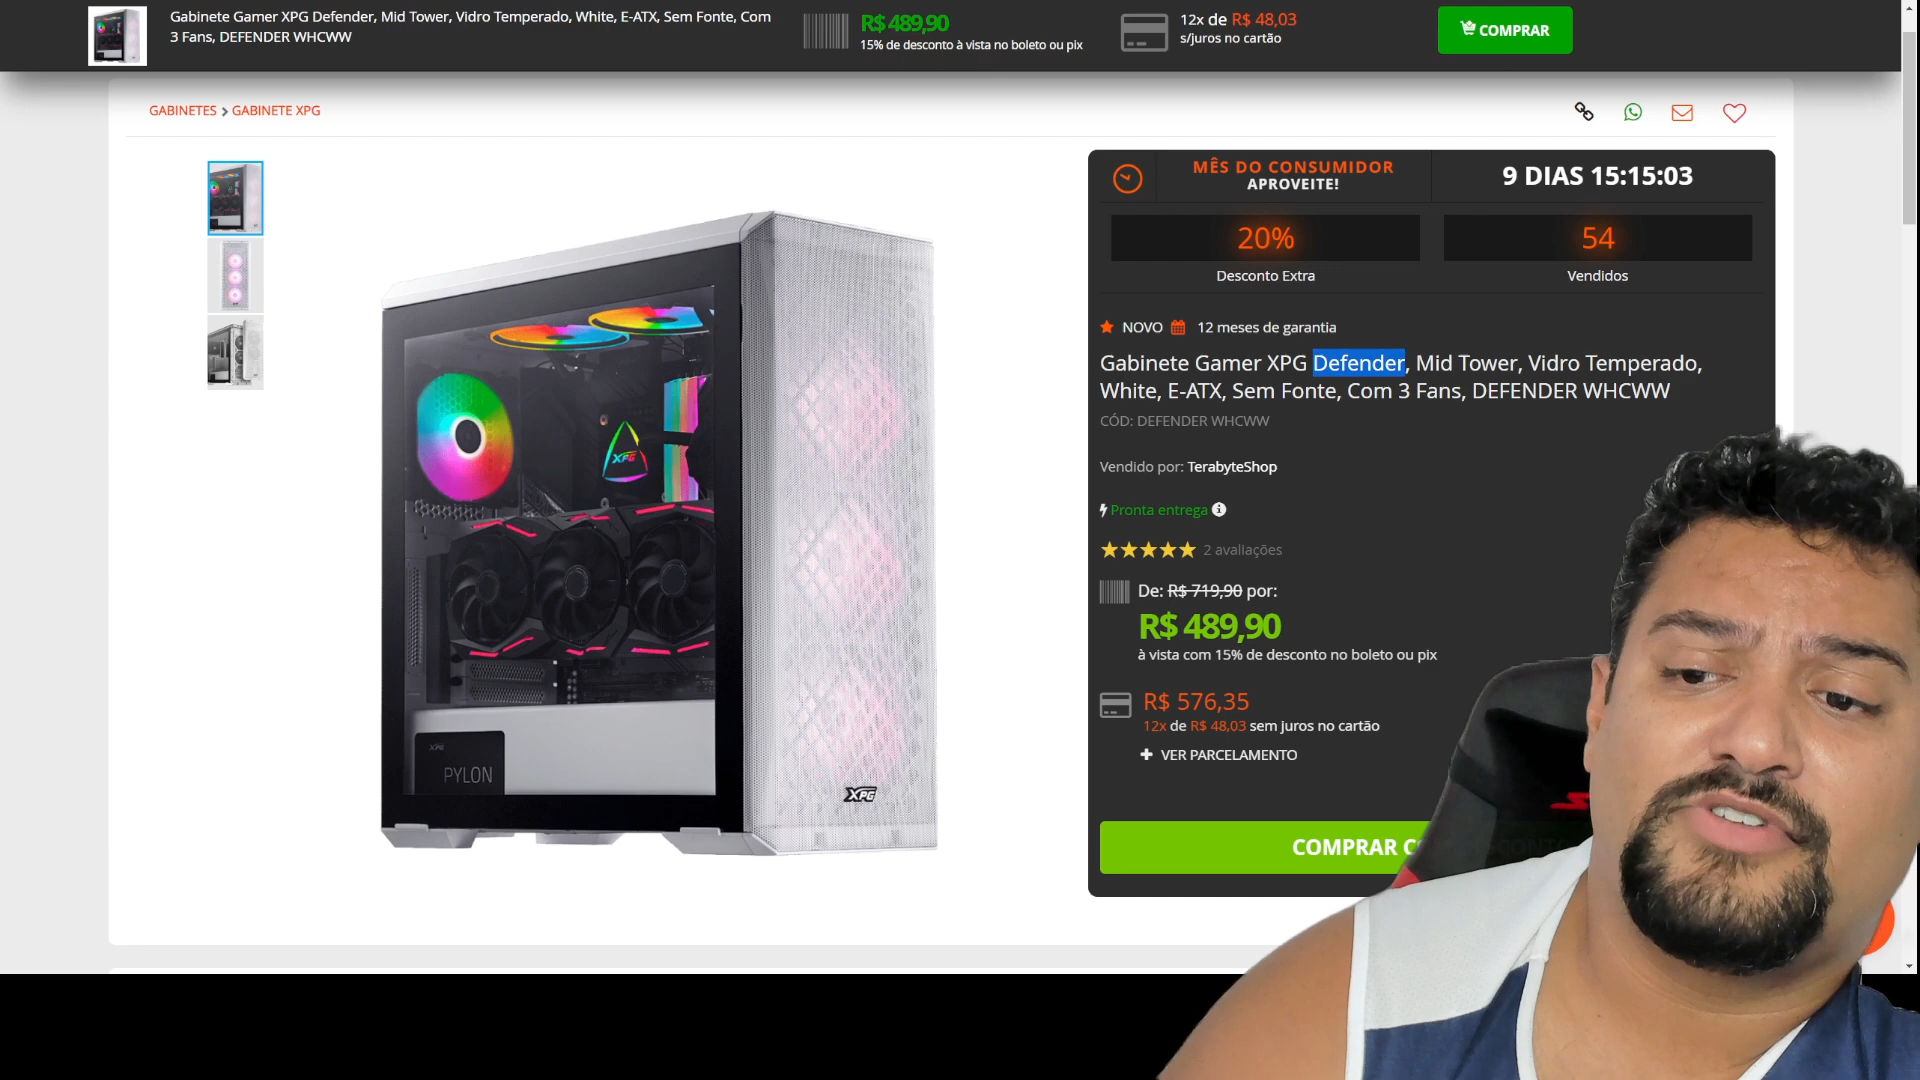 Gabinete Gamer XPG Defender, Mid Tower, Vidro Temperado, White, E-ATX, Sem Fonte, Com
3 Fans, DEFENDER WHCWW
R$ 489,90
15% de desconto à vista no boleto ou pix
12x de R$ 48,03
s/juros no cartão
COMPRAR
GABINETES > GABINETE XPG
MÊS DO CONSUMIDOR
APROVEITE!
9 DIAS 15:15:03
20%
Desconto Extra
54
Vendidos
NOVO 12 meses de garantia
Gabinete Gamer XPG Defender, Mid Tower, Vidro Temperado,
White, E-ATX, Sem Fonte, Com 3 Fans, DEFENDER WHCWW
CÓD: DEFENDER WHCWW
Vendido por: TerabyteShop
Pronta entrega
2 avaliações
De: R$ 719,90 por:
R$ 489,90
à vista com 15% de desconto no boleto ou pix
R$ 576,35
12x de R$ 48,03 sem juros no cartão
+ VER PARCELAMENTO
COMPRAR
XPG
XPG
PYLON
XPG